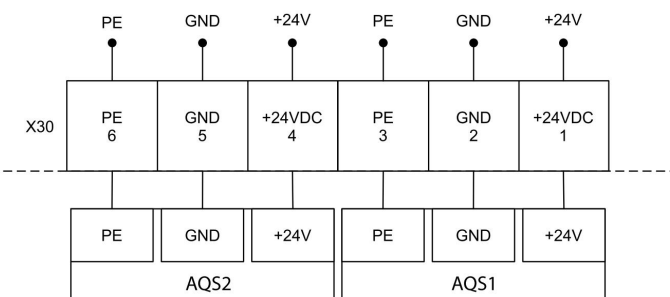 PE GND +24V PE GND +24V
X30 PE GND +24VDC PE GND +24VDC
6 5 4 3 2 1
PE GND +24V PE GND +24V
AQS2 AQS1